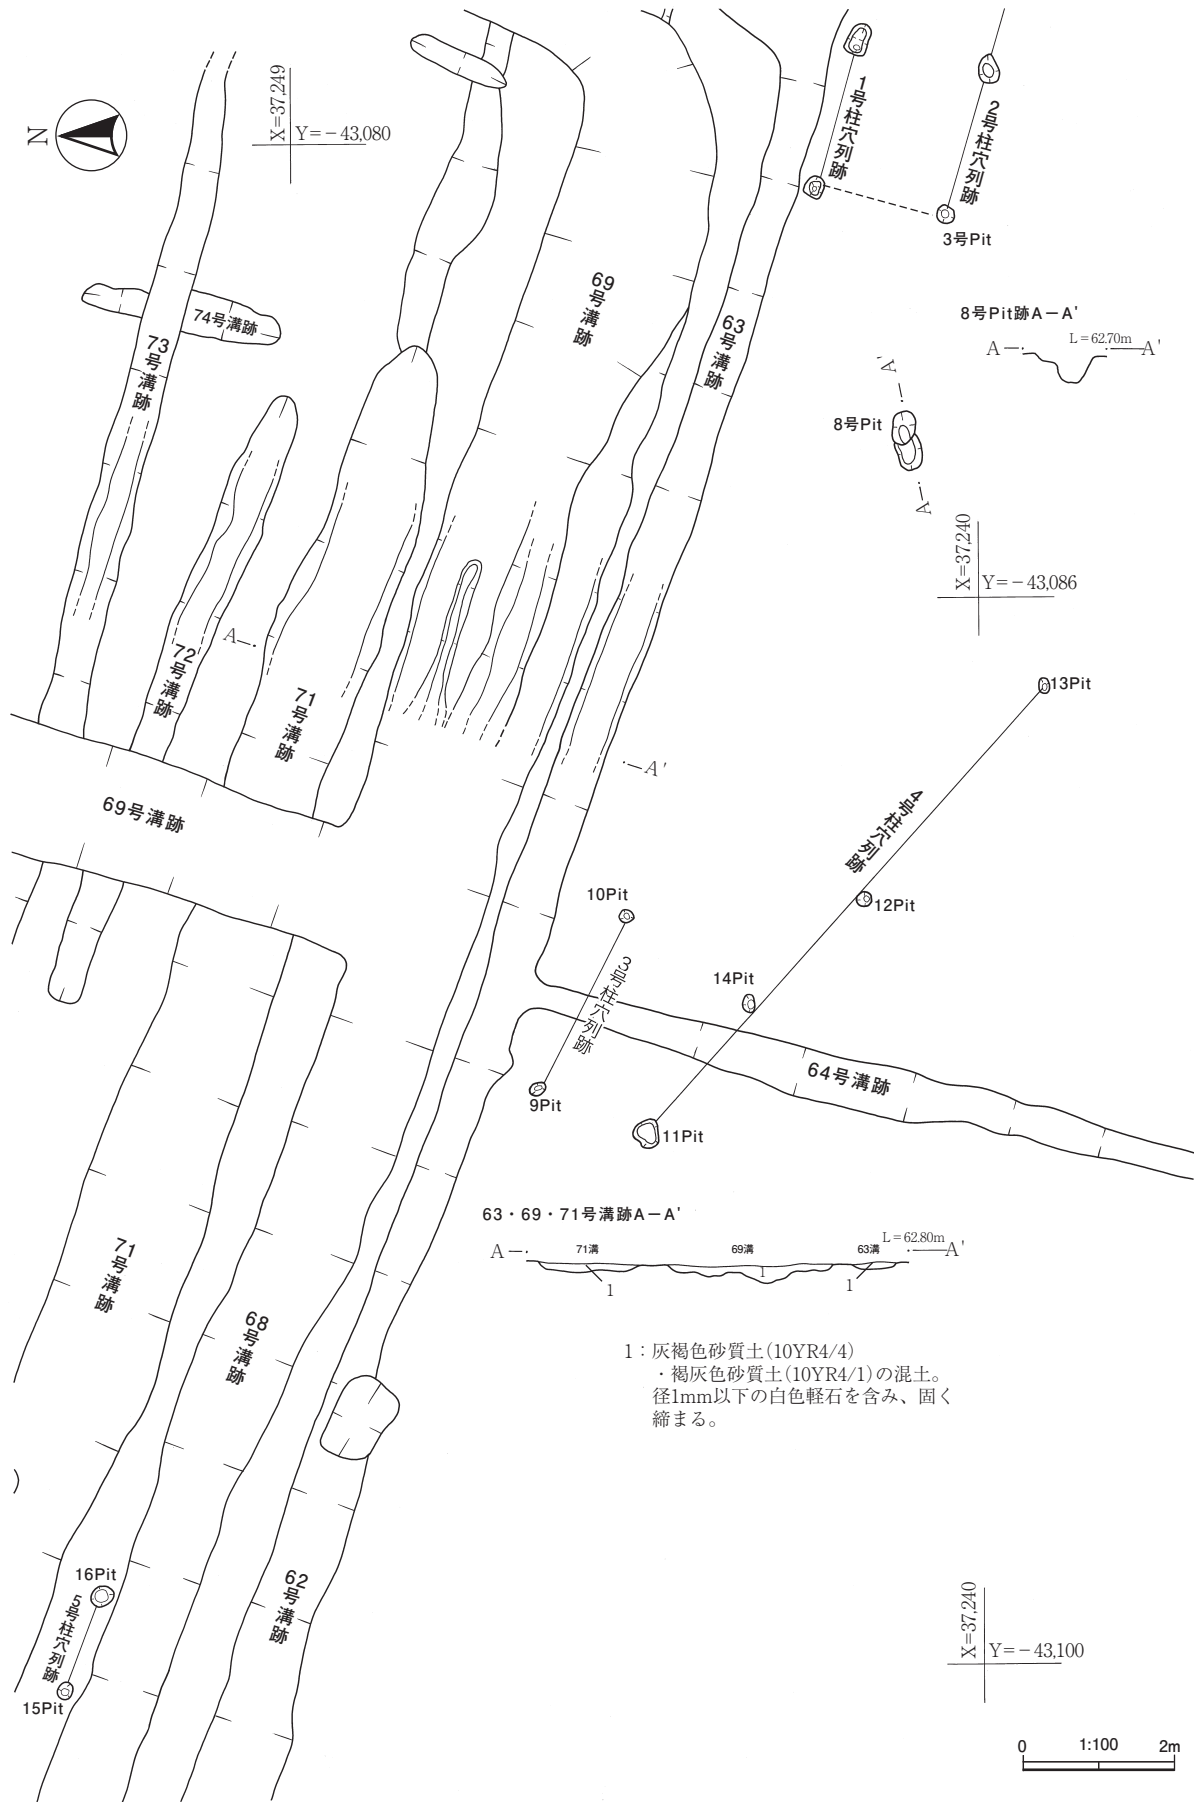 N
X=37,249
Y=−43,080
1号柱穴列跡
2号柱穴列跡
3号Pit
69号溝跡
63号溝跡
74号溝跡
73号溝跡
8号Pit跡A－A'
A
L=62.70m
A'
A'
8号Pit
A
X=37,240
Y=−43,086
A
72号溝跡
71号溝跡
A'
13Pit
69号溝跡
4号柱穴列跡
12Pit
10Pit
3号柱穴列跡
14Pit
64号溝跡
9Pit
11Pit
63・69・71号溝跡A－A'
A
71溝
69溝
63溝
L=62.80m
A'
1
1
1
1：灰褐色砂質土(10YR4/4)
・褐灰色砂質土(10YR4/1)の混土。
径1mm以下の白色軽石を含み、固く
締まる。
71号溝跡
68号溝跡
62号溝跡
16Pit
5号柱穴列跡
15Pit
X=37,240
Y=−43,100
0 1:100 2m